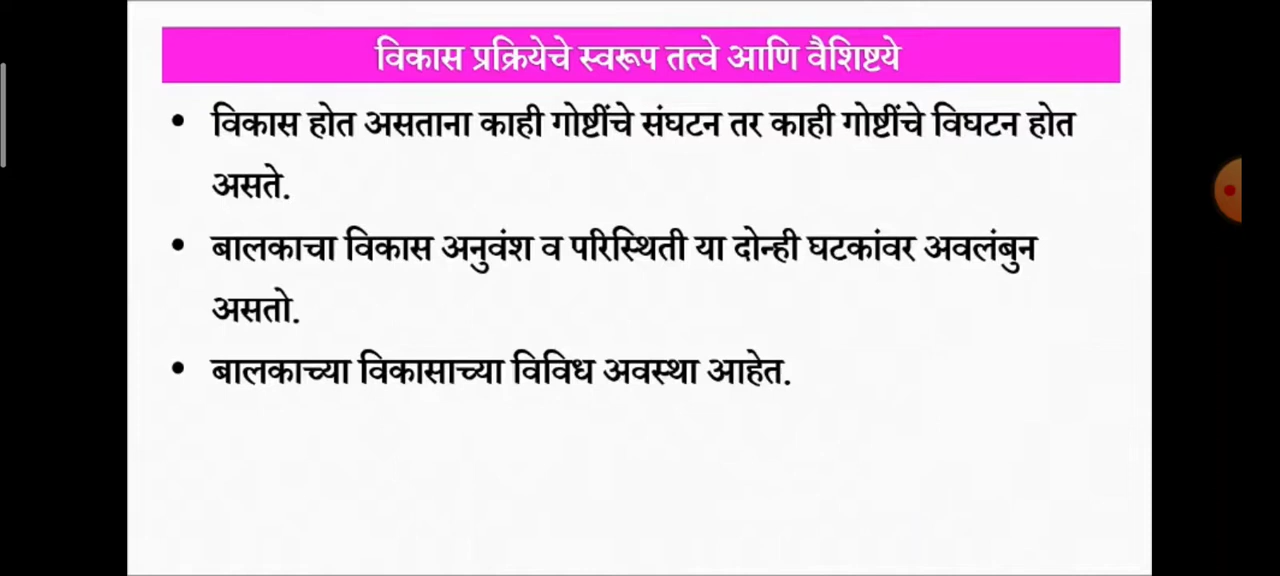 विकास प्रक्रियेचे स्वरूप तत्वे आणि वैशिष्टये
• विकास होत असताना काही गोष्टींचे संघटन तर काही गोष्टींचे विघटन होत
असते.
• बालकाचा विकास अनुवंश व परिस्थिती या दोन्ही घटकांवर अवलंबुन
असतो.
• बालकाच्या विकासाच्या विविध अवस्था आहेत.